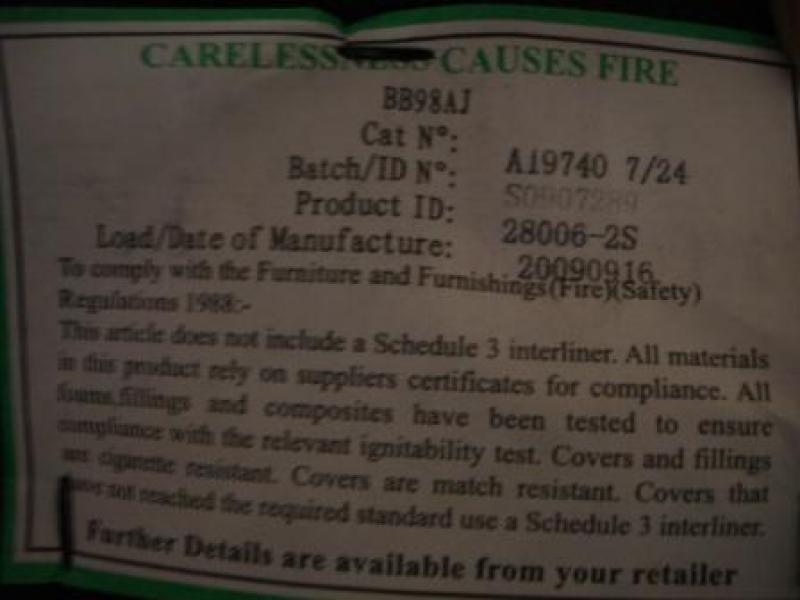 CARELESSNESS CAUSES FIRE
BB98AJ
Cat Nº: A19740 7/24
Batch/ID Nº: S0907289
Product ID: 28006-2S
Load/Date of Manufacture: 20090916
To comply with the Furniture and Furnishings(Fire)(Safety)
Regulations 1988:-
This article does not include a Schedule 3 interliner. All materials
in this product rely on suppliers certificates for compliance. All
foams,fillings and composites have been tested to ensure
compliance with the relevant ignitability test. Covers and fillings
are cigarette resistant. Covers are match resistant. Covers that
have not reached the required standard use a Schedule 3 interliner.
Further Details are available from your retailer